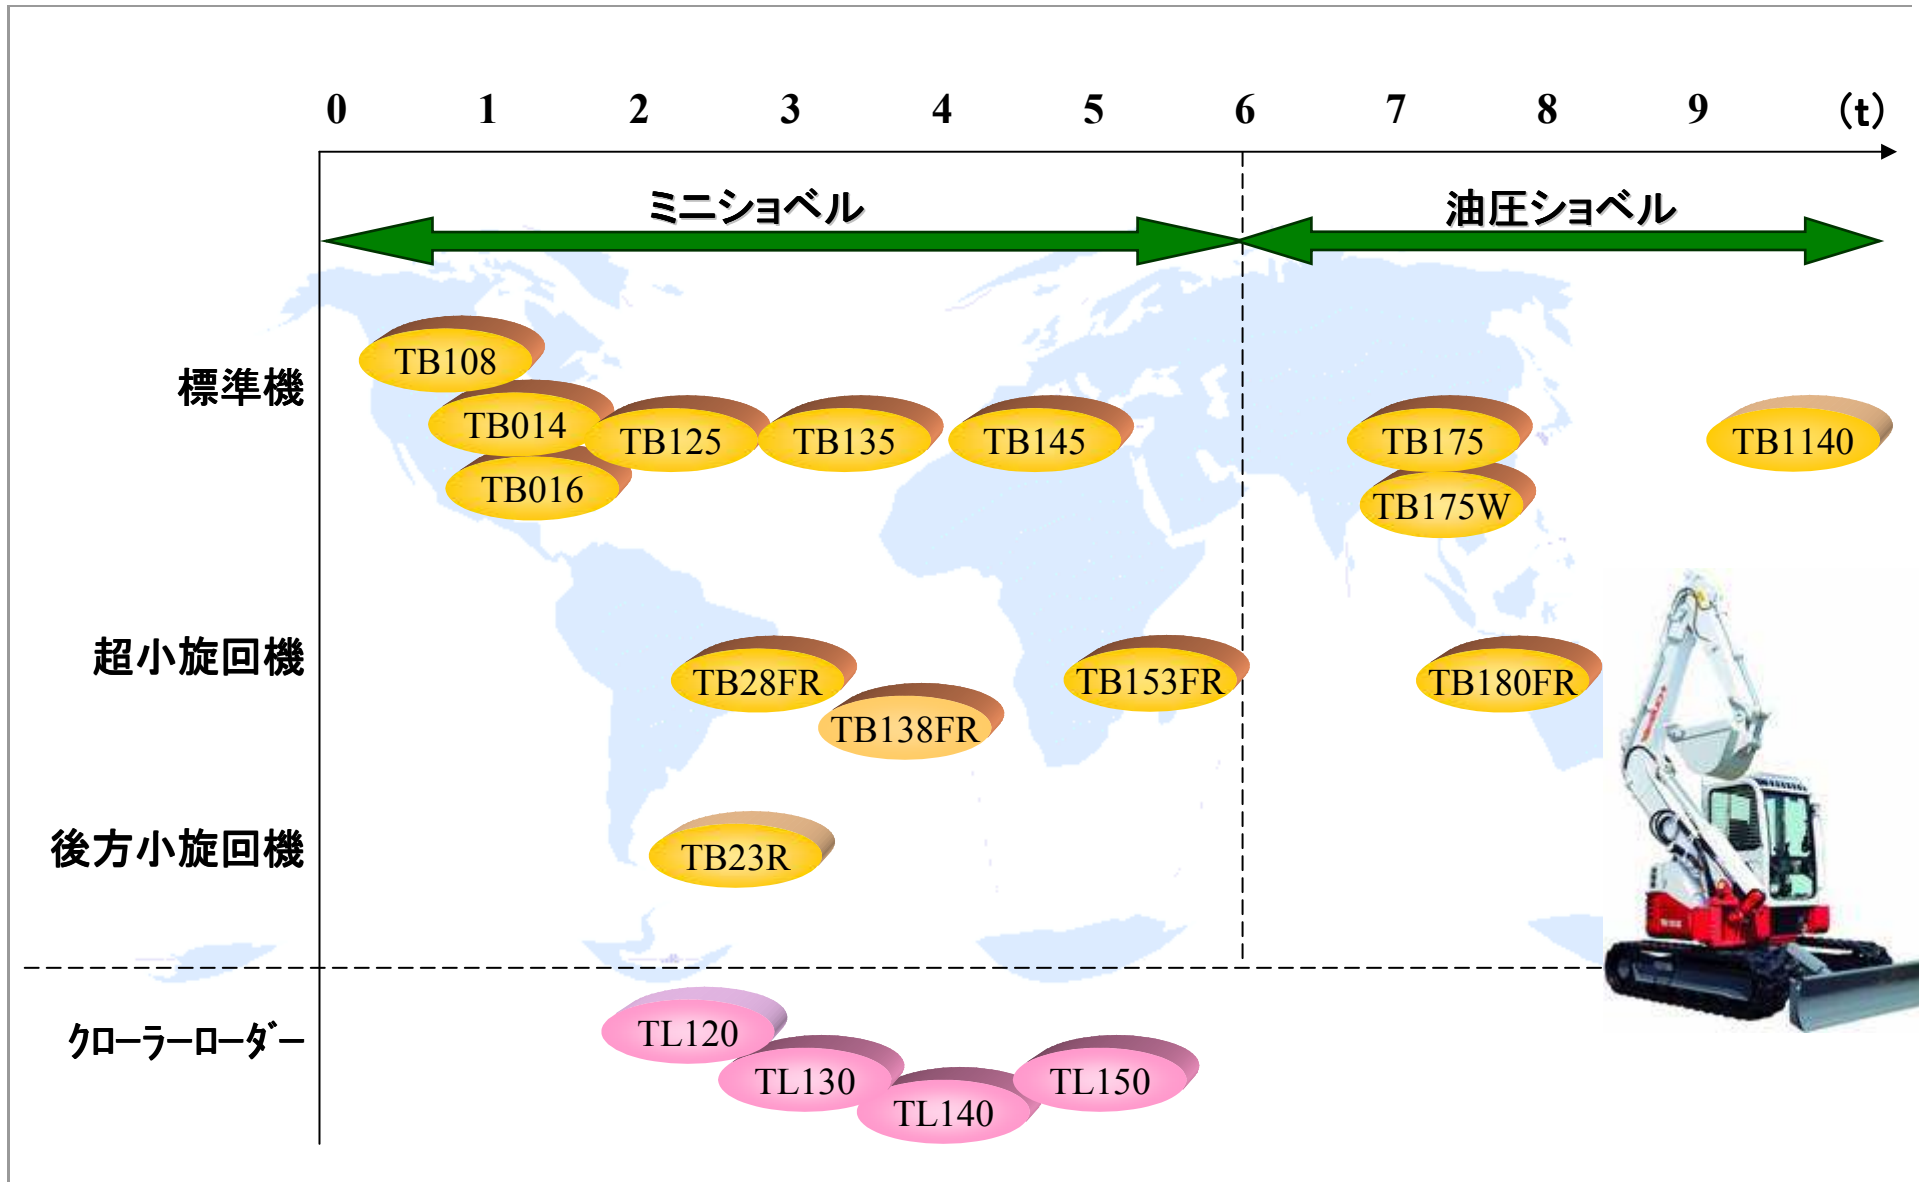 0 1 2 3 4 5 6 7 8 9 (t)
ミニショベル 油圧ショベル
標準機
TB108
TB014
TB016
TB125
TB135
TB145
TB175
TB175W
TB1140
超小旋回機
TB28FR
TB138FR
TB153FR
TB180FR
後方小旋回機
TB23R
クローラーローダー
TL120
TL130
TL140
TL150